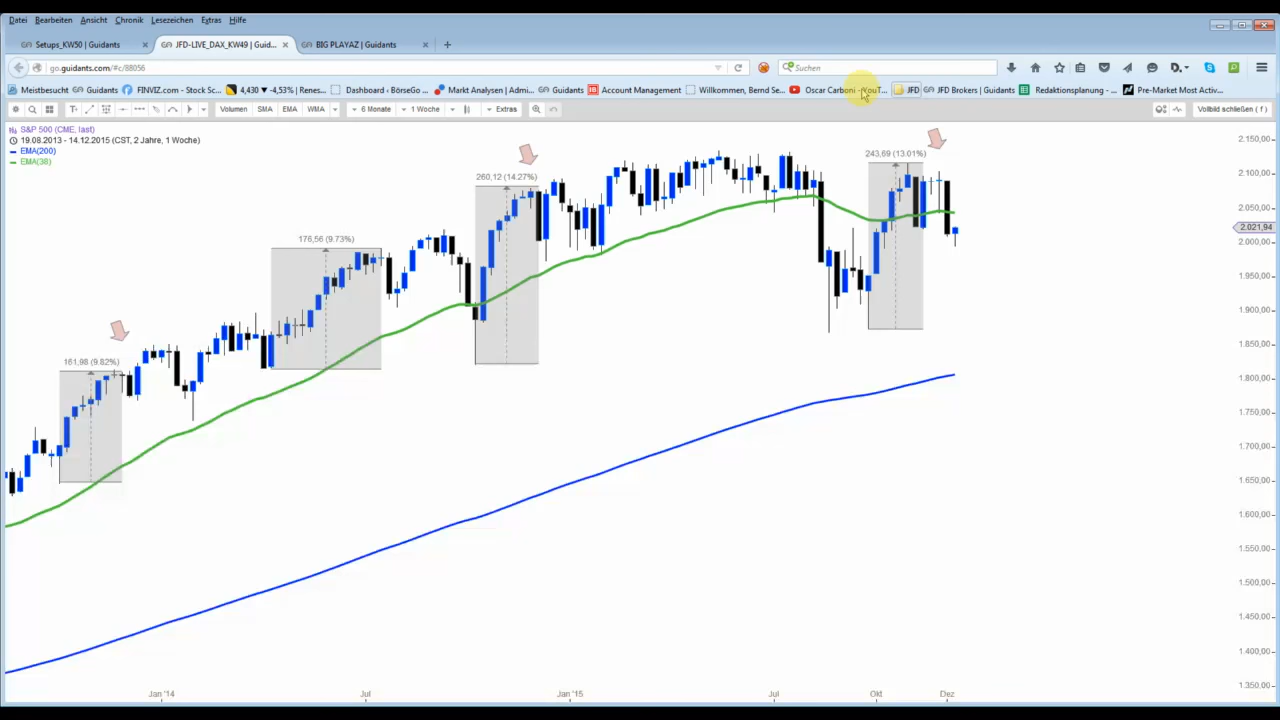 Datei Bearbeiten Ansicht Chronik Lesezeichen Extras Hilfe
Setups_KW50 | Guidants JFD-LIVE_DAX_KW49 | Guid... BIG PLAYAZ | Guidants
go.guidants.com/#c/88056 Suchen
Meistbesucht Guidants FINVIZ.com - Stock Scr... 4,430 ▼ -4,53% | Renes... Dashboard ‹ BörseGo ... Markt Analysen | Admi... Guidants Account Management Willkommen, Bernd Se... Oscar Carboni - YouT... JFD JFD Brokers | Guidants Redaktionsplanung - ... Pre-Market Most Activ...
Volumen SMA EMA WMA 6 Monate 1 Woche Extras Vollbild schließen ( f )
S&P 500 (CME, last)
19.08.2013 - 14.12.2015 (CST, 2 Jahre, 1 Woche)
EMA(200)
EMA(38)
243,69 (13.01%)
260,12 (14.27%)
176,56 (9.73%)
161,98 (9.82%)
2.150,00
2.100,00
2.050,00
2.021,94
2.000,00
1.950,00
1.900,00
1.850,00
1.800,00
1.750,00
1.700,00
1.650,00
1.600,00
1.550,00
1.500,00
1.450,00
1.400,00
1.350,00
Jan '14 Jul Jan '15 Jul Okt Dez